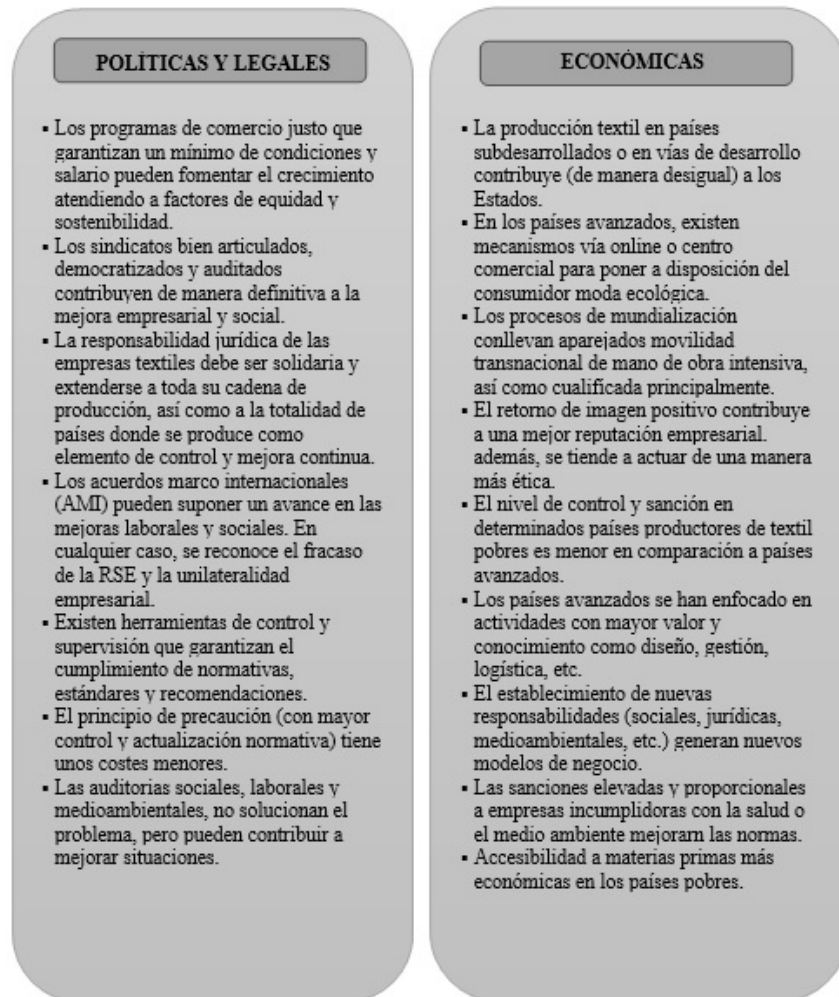 POLÍTICAS Y LEGALES
▪ Los programas de comercio justo que
garantizan un mínimo de condiciones y
salario pueden fomentar el crecimiento
atendiendo a factores de equidad y
sostenibilidad.
▪ Los sindicatos bien articulados,
democratizados y auditados
contribuyen de manera definitiva a la
mejora empresarial y social.
▪ La responsabilidad jurídica de las
empresas textiles debe ser solidaria y
extenderse a toda su cadena de
producción, así como a la totalidad de
países donde se produce como
elemento de control y mejora continua.
▪ Los acuerdos marco internacionales
(AMI) pueden suponer un avance en las
mejoras laborales y sociales. En
cualquier caso, se reconoce el fracaso
de la RSE y la unilateralidad
empresarial.
▪ Existen herramientas de control y
supervisión que garantizan el
cumplimiento de normativas,
estándares y recomendaciones.
▪ El principio de precaución (con mayor
control y actualización normativa) tiene
unos costes menores.
▪ Las auditorias sociales, laborales y
medioambientales, no solucionan el
problema, pero pueden contribuir a
mejorar situaciones.
ECONÓMICAS
▪ La producción textil en países
subdesarrollados o en vías de desarrollo
contribuye (de manera desigual) a los
Estados.
▪ En los países avanzados, existen
mecanismos vía online o centro
comercial para poner a disposición del
consumidor moda ecológica.
▪ Los procesos de mundialización
conllevan aparejados movilidad
transnacional de mano de obra intensiva,
así como cualificada principalmente.
▪ El retorno de imagen positivo contribuye
a una mejor reputación empresarial.
además, se tiende a actuar de una manera
más ética.
▪ El nivel de control y sanción en
determinados países productores de textil
pobres es menor en comparación a países
avanzados.
▪ Los países avanzados se han enfocado en
actividades con mayor valor y
conocimiento como diseño, gestión,
logística, etc.
▪ El establecimiento de nuevas
responsabilidades (sociales, jurídicas,
medioambientales, etc.) generan nuevos
modelos de negocio.
▪ Las sanciones elevadas y proporcionales
a empresas incumplidoras con la salud o
el medio ambiente mejorarn las normas.
▪ Accesibilidad a materias primas más
económicas en los países pobres.